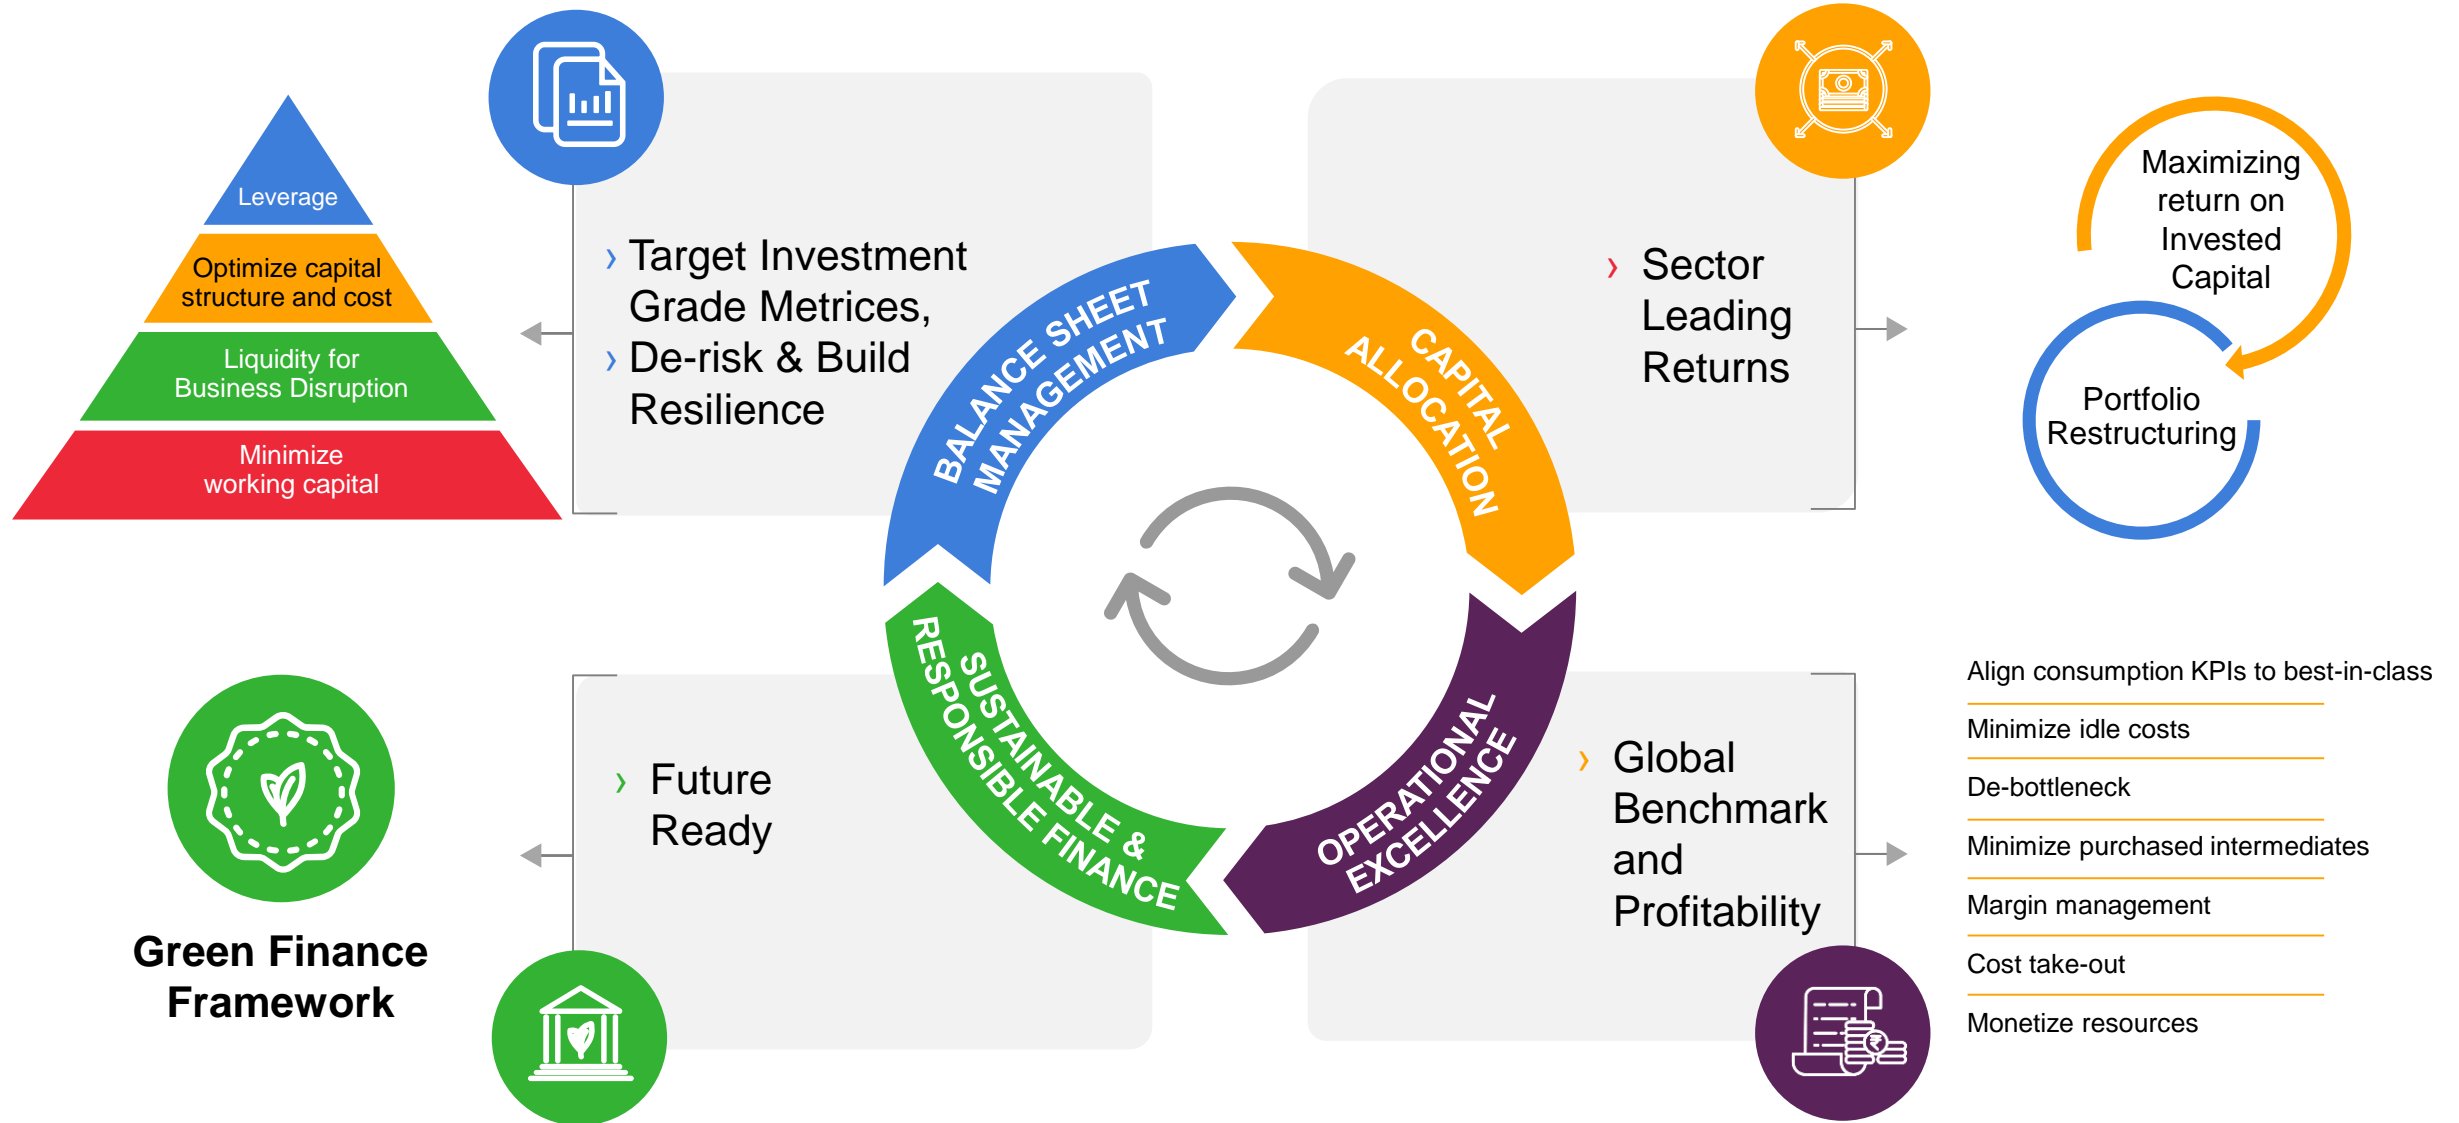 Leverage
Optimize capital
structure and cost
Liquidity for
Business Disruption
Minimize
working capital
› Target Investment
Grade Metrices,
› De-risk & Build
Resilience
BALANCE SHEET
MANAGEMENT
CAPITAL
ALLOCATION
› Sector
Leading
Returns
Maximizing
return on
Invested
Capital
Portfolio
Restructuring
Green Finance
Framework
› Future
Ready
SUSTAINABLE &
RESPONSIBLE FINANCE
OPERATIONAL
EXCELLENCE
› Global
Benchmark
and
Profitability
₹
Align consumption KPIs to best-in-class
Minimize idle costs
De-bottleneck
Minimize purchased intermediates
Margin management
Cost take-out
Monetize resources